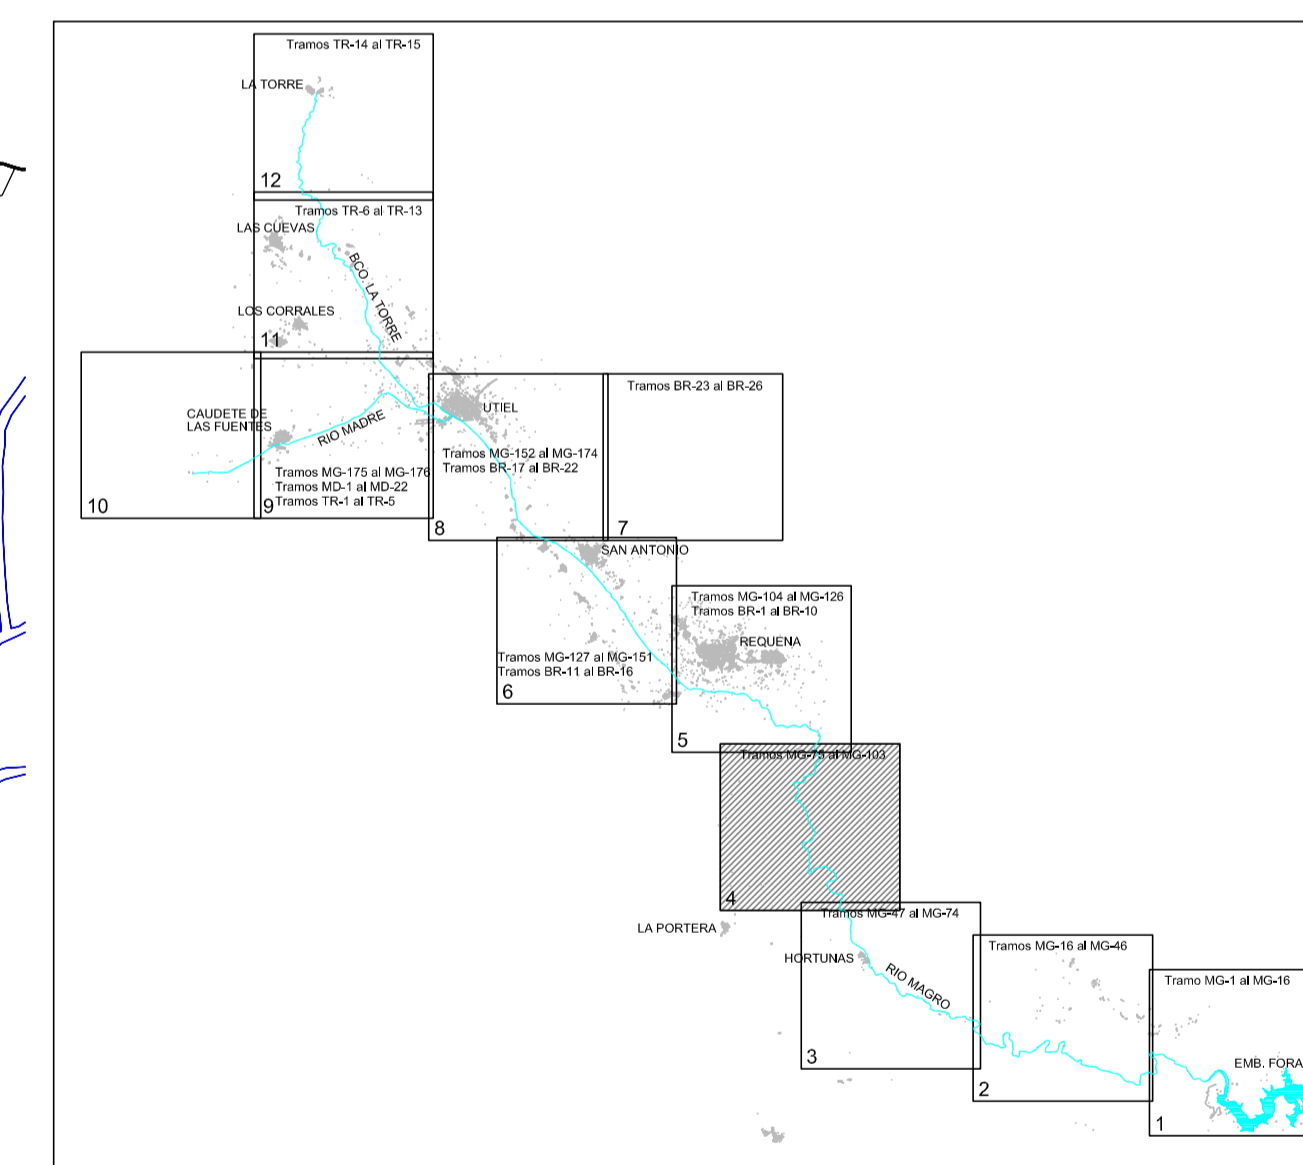 Tramos TR-14 al TR-15
LA TORRE
12
Tramos TR-6 al TR-13
LAS CUEVAS
BCO. LA TORRE
LOS CORRALES
11
Tramos BR-23 al BR-26
CAUDETE DE
LAS FUENTES
RIO MADRE
UTIEL
Tramos MG-152 al MG-174
Tramos BR-17 al BR-22
Tramos MG-175 al MG-176
Tramos MD-1 al MD-22
Tramos TR-1 al TR-5
10
9
8
7
SAN ANTONIO
Tramos MG-104 al MG-126
Tramos BR-1 al BR-10
REQUENA
Tramos MG-127 al MG-151
Tramos BR-11 al BR-16
6
5
Tramos MG-75 al MG-103
4
Tramos MG-47 al MG-74
LA PORTERA
HORTUNAS
RIO MAGRO
Tramos MG-16 al MG-46
Tramo MG-1 al MG-16
3
EMB. FORA
2
1